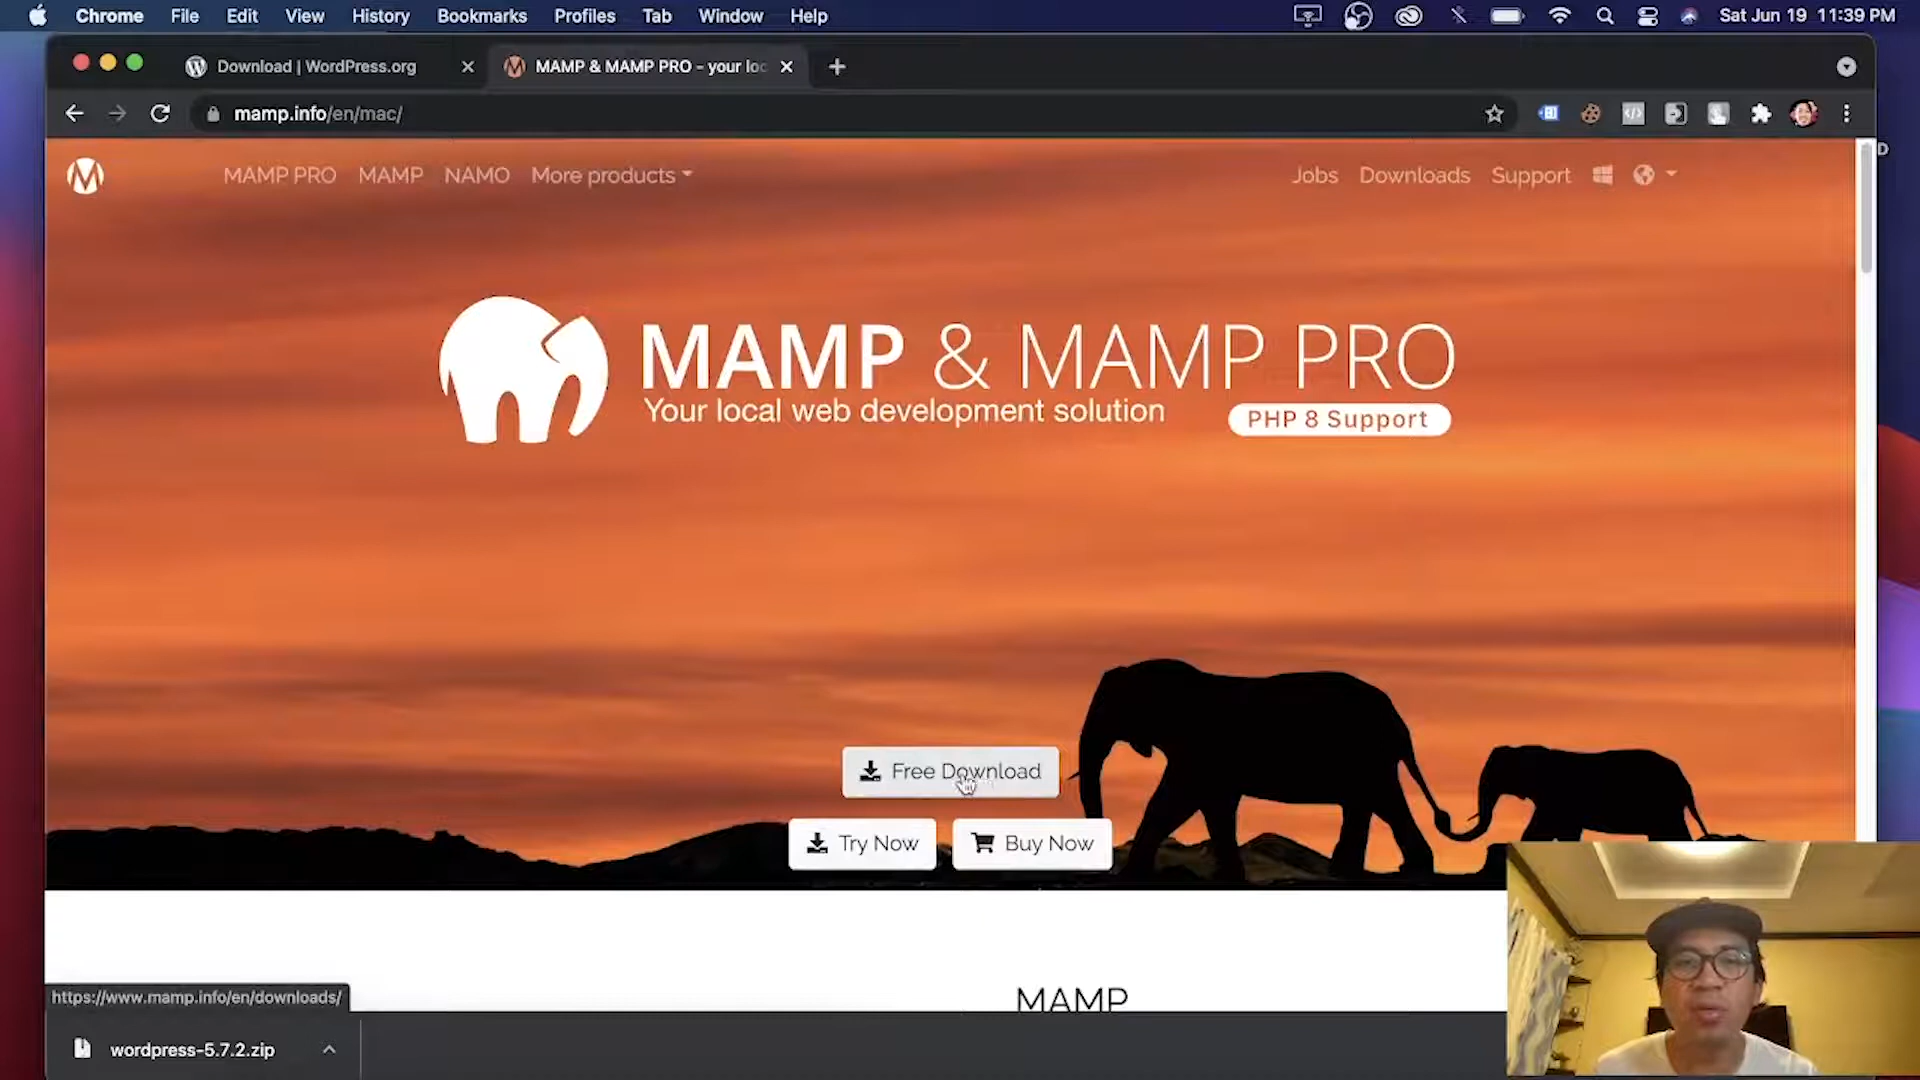 Chrome File Edit View History Bookmarks Profiles Tab Window Help
Sat Jun 19 11:39 PM
Download | WordPress.org
MAMP & MAMP PRO - your loc
mamp.info/en/mac/
MAMP PRO MAMP NAMO More products
Jobs Downloads Support
D
MAMP & MAMP PRO
Your local web development solution
PHP 8 Support
Free Download
Try Now
Buy Now
MAMP
https://www.mamp.info/en/downloads/
wordpress-5.7.2.zip